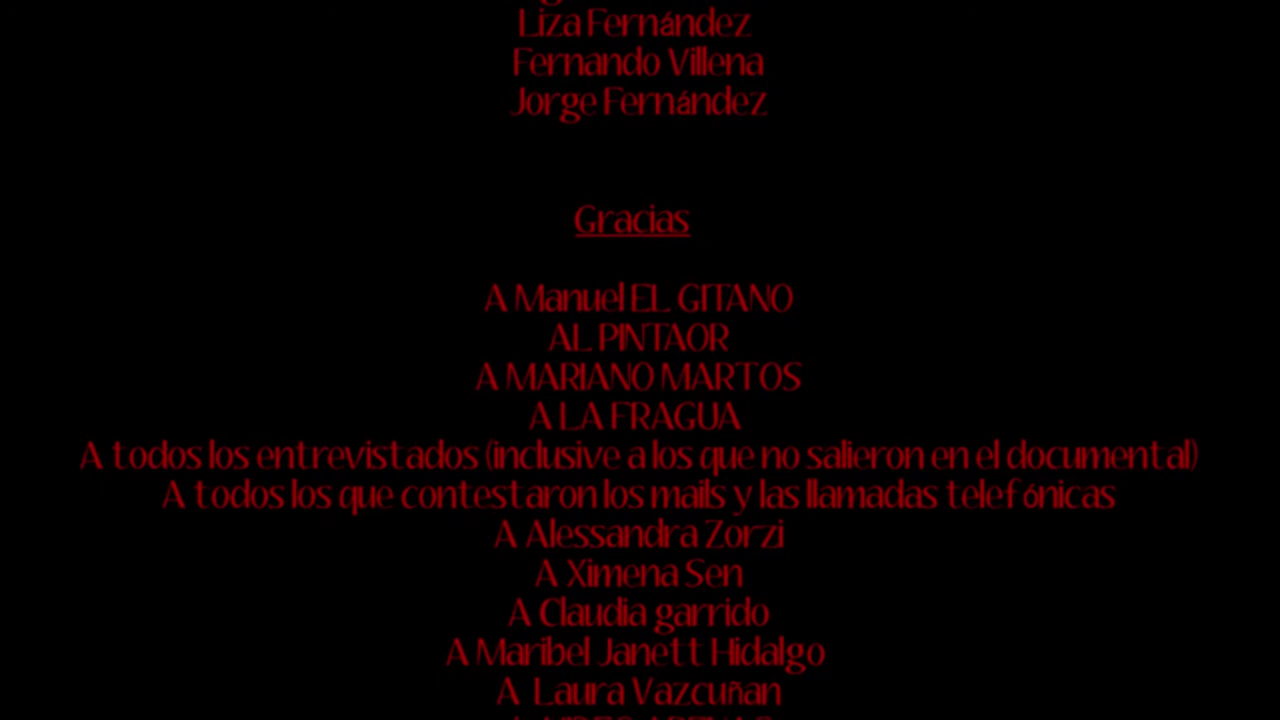 Liza Fernández
Fernando Villena
Jorge Fernández
Gracias
A Manuel EL GITANO
AL PINTAOR
A MARIANO MARTOS
A LA FRAGUA
A todos los entrevistados (inclusive a los que no salieron en el documental)
A todos los que contestaron los mails y las llamadas telefónicas
A Alessandra Zorzi
A Ximena Sen
A Claudia garrido
A Maribel Janett Hidalgo
A Laura Vazcuñan